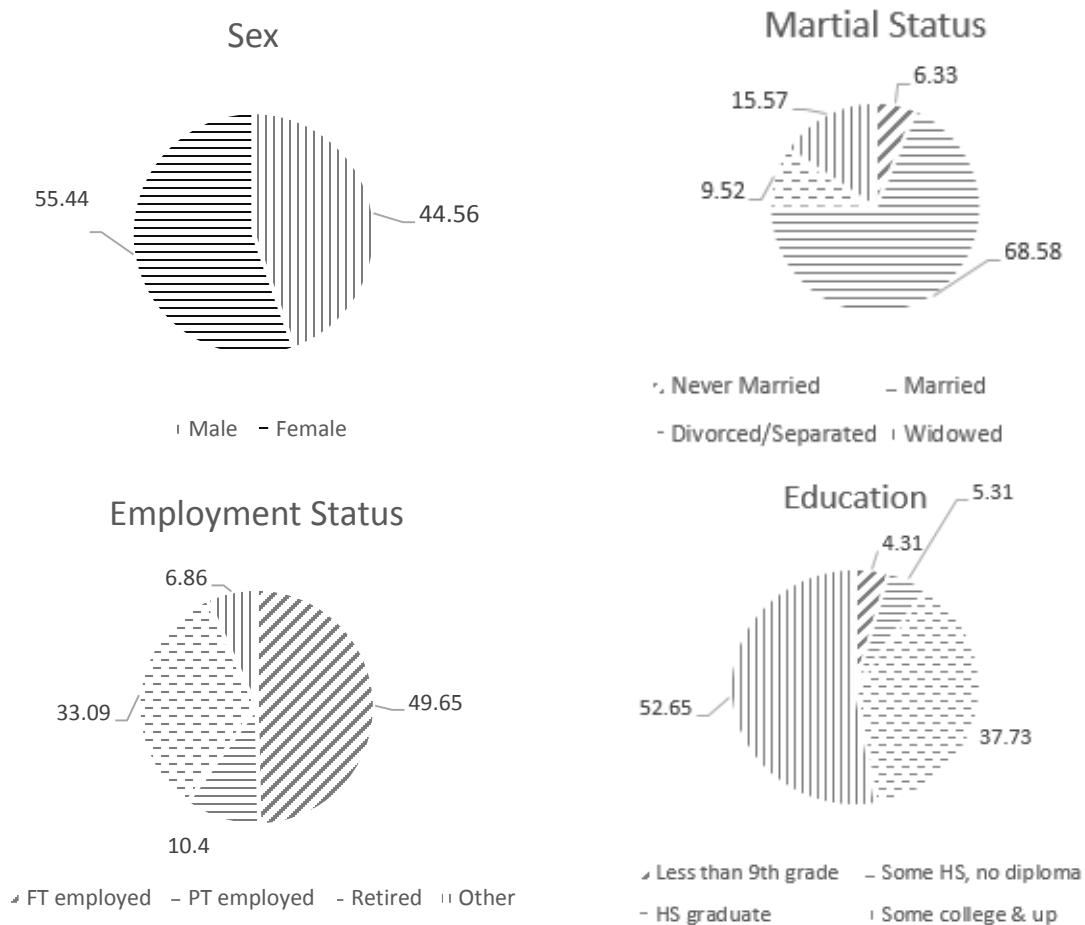 Sex
55.44
44.56
Male Female
Martial Status
6.33
15.57
9.52
68.58
Never Married Married
Divorced/Separated Widowed
Employment Status
6.86
33.09
49.65
10.4
FT employed PT employed Retired Other
Education
5.31
4.31
52.65
37.73
Less than 9th grade Some HS, no diploma
HS graduate Some college & up